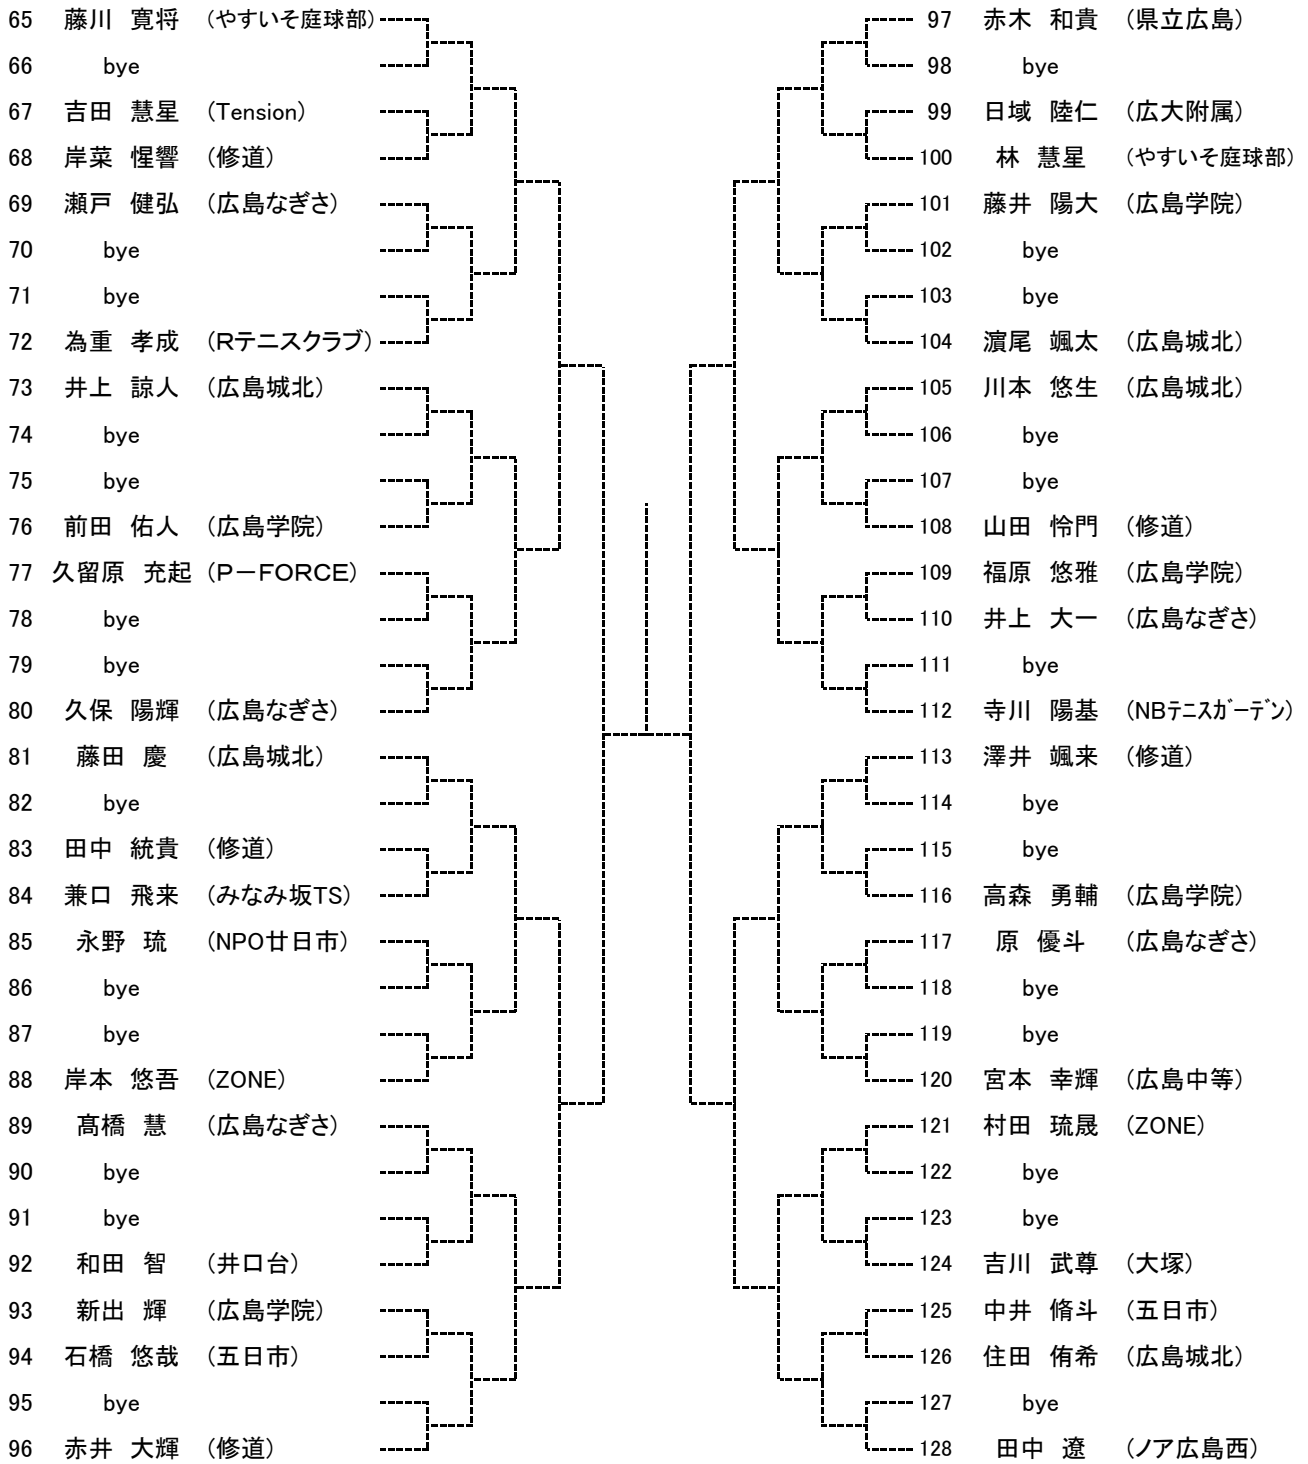 65 藤川 寛将 (やすいそ庭球部)
66 bye
67 吉田 慧星 (Tension)
68 岸菜 惺響 (修道)
69 瀬戸 健弘 (広島なぎさ)
70 bye
71 bye
72 為重 孝成 (Rテニスクラブ)
73 井上 諒人 (広島城北)
74 bye
75 bye
76 前田 佑人 (広島学院)
77 久留原 充起 (P－FORCE)
78 bye
79 bye
80 久保 陽輝 (広島なぎさ)
81 藤田 慶 (広島城北)
82 bye
83 田中 統貴 (修道)
84 兼口 飛来 (みなみ坂TS)
85 永野 琉 (NPO廿日市)
86 bye
87 bye
88 岸本 悠吾 (ZONE)
89 髙橋 慧 (広島なぎさ)
90 bye
91 bye
92 和田 智 (井口台)
93 新出 輝 (広島学院)
94 石橋 悠哉 (五日市)
95 bye
96 赤井 大輝 (修道)
97 赤木 和貴 (県立広島)
98 bye
99 日域 陸仁 (広大附属)
100 林 慧星 (やすいそ庭球部)
101 藤井 陽大 (広島学院)
102 bye
103 bye
104 濵尾 颯太 (広島城北)
105 川本 悠生 (広島城北)
106 bye
107 bye
108 山田 怜門 (修道)
109 福原 悠雅 (広島学院)
110 井上 大一 (広島なぎさ)
111 bye
112 寺川 陽基 (NBﾃﾆｽｶﾞｰﾃﾞﾝ)
113 澤井 颯来 (修道)
114 bye
115 bye
116 高森 勇輔 (広島学院)
117 原 優斗 (広島なぎさ)
118 bye
119 bye
120 宮本 幸輝 (広島中等)
121 村田 琉晟 (ZONE)
122 bye
123 bye
124 吉川 武尊 (大塚)
125 中井 脩斗 (五日市)
126 住田 侑希 (広島城北)
127 bye
128 田中 遼 (ノア広島西)